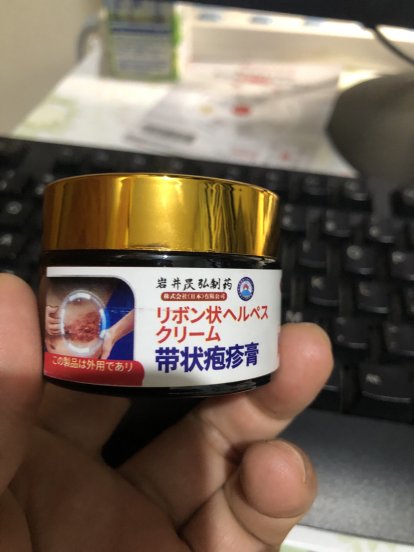 岩井茂弘制药
株式会社(日本)有限公司
リボン状ヘルペス
クリーム
带状疱疹膏
この製品は外用であり